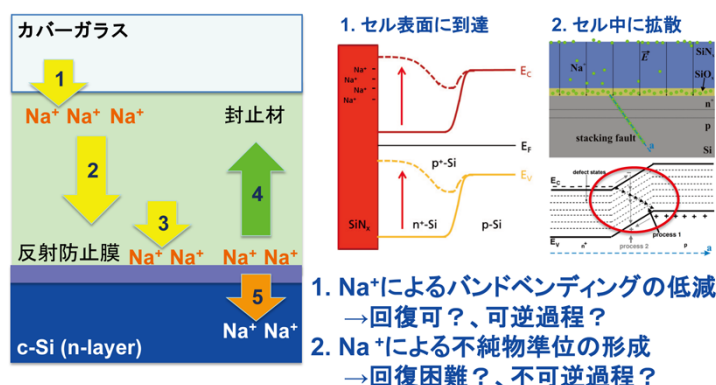 カバーガラス
1
Na⁺ Na⁺ Na⁺
封止材
2
4
3
反射防止膜
Na⁺ Na⁺
Na⁺ Na⁺
5
Na⁺ Na⁺
c-Si (n-layer)
1. セル表面に到達
Na⁺
Na⁺
Na⁺
Na⁺
E_C
E_F
p⁺-Si
E_V
SiN_x
n⁺-Si
p-Si
2. セル中に拡散
E
SiN
Na⁺
SiO
n⁺
p
stacking fault
Si
a
defect states
E_C
process 1
E_V
n⁺
process 2
p
a
1. Na⁺によるバンドベンディングの低減
→回復可？、可逆過程？
2. Na⁺による不純物準位の形成
→回復困難？、不可逆過程？